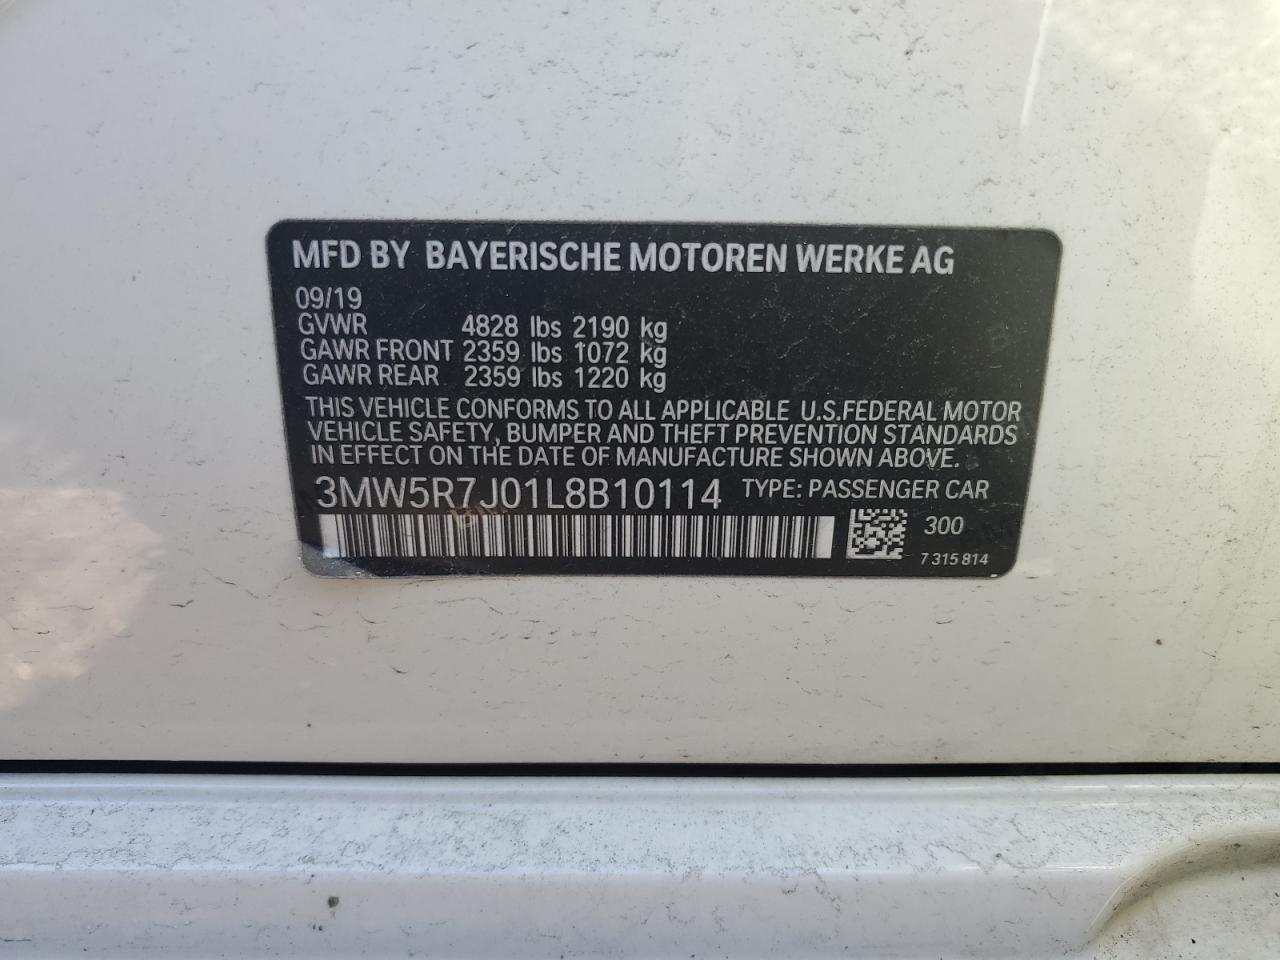 MFD BY BAYERISCHE MOTOREN WERKE AG
09/19
GVWR 4828 lbs 2190 kg
GAWR FRONT 2359 lbs 1072 kg
GAWR REAR 2359 lbs 1220 kg
THIS VEHICLE CONFORMS TO ALL APPLICABLE U.S.FEDERAL MOTOR
VEHICLE SAFETY, BUMPER AND THEFT PREVENTION STANDARDS
IN EFFECT ON THE DATE OF MANUFACTURE SHOWN ABOVE.
3MW5R7J01L8B10114 TYPE: PASSENGER CAR
300
7 315 814